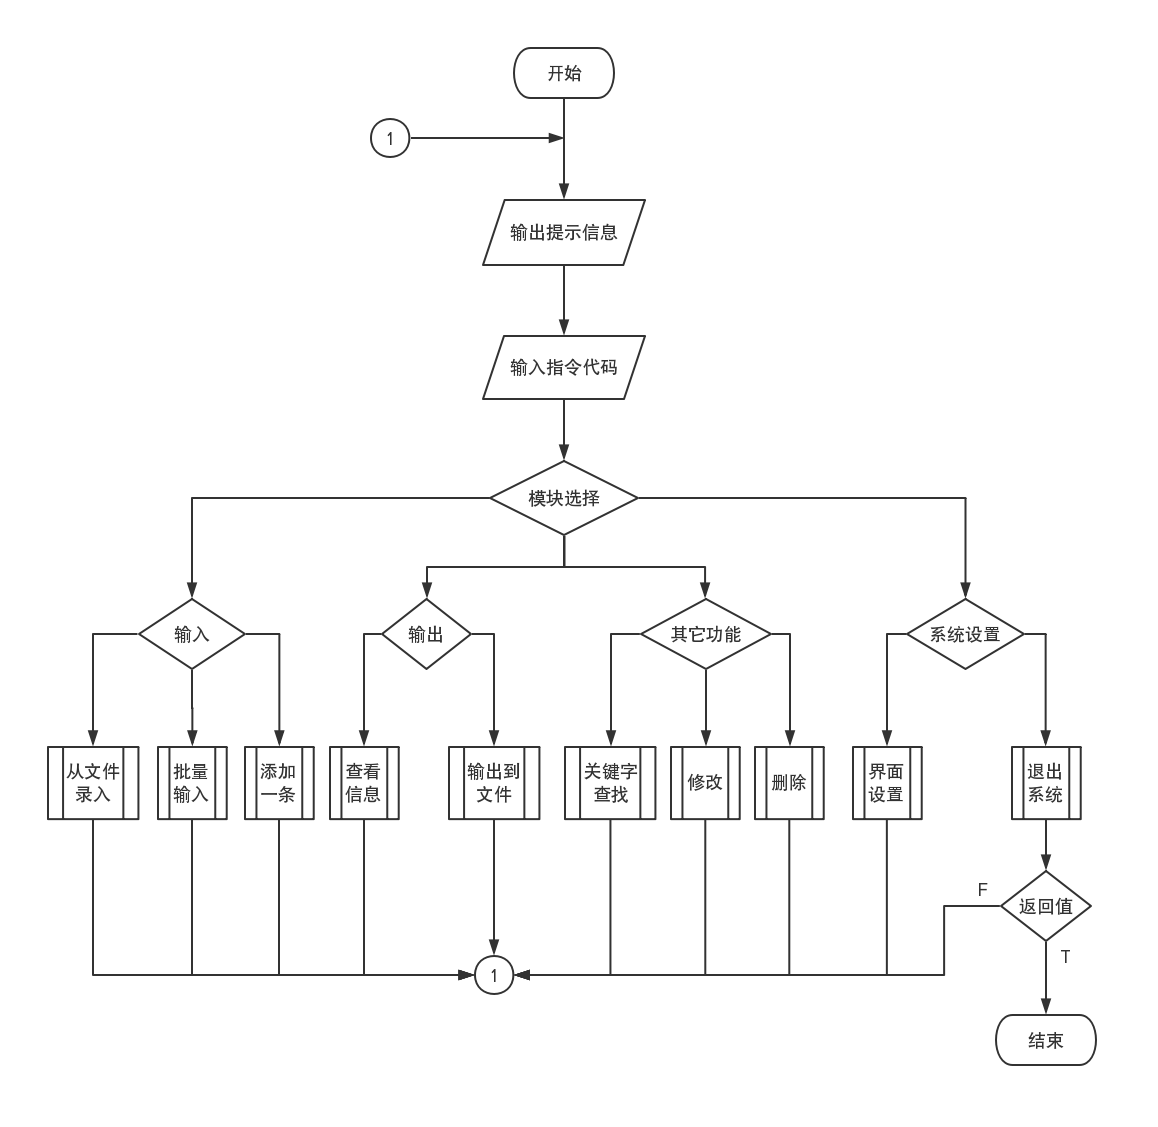 开始
1
输出提示信息
输入指令代码
模块选择
输入
输出
其它功能
系统设置
从文件
录入
批量
输入
添加
一条
查看
信息
输出到
文件
关键字
查找
修改
删除
界面
设置
退出
系统
F
返回值
T
1
结束